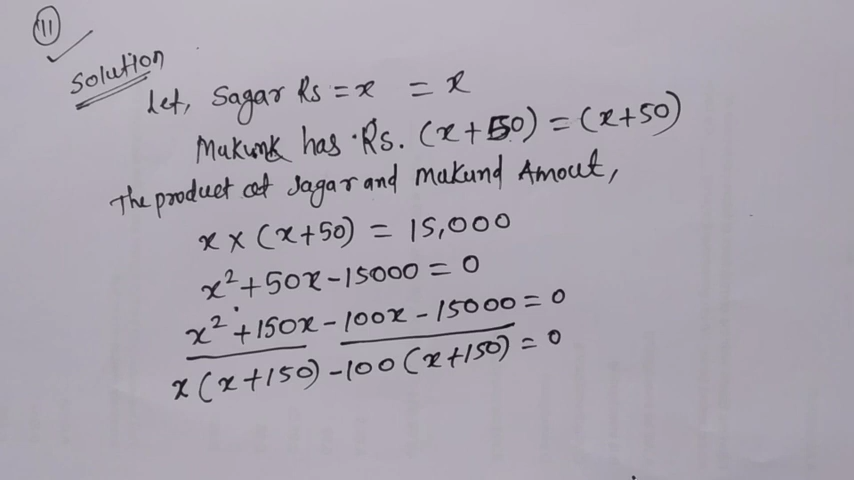 11
Solution
Let, Sagar Rs = x = x
Makunk has Rs. (x+50) = (x+50)
The product of Sagar and Makund Amout,
x × (x+50) = 15,000
x² + 50x - 15000 = 0
x² + 150x - 100x - 15000 = 0
x (x+150) - 100 (x+150) = 0